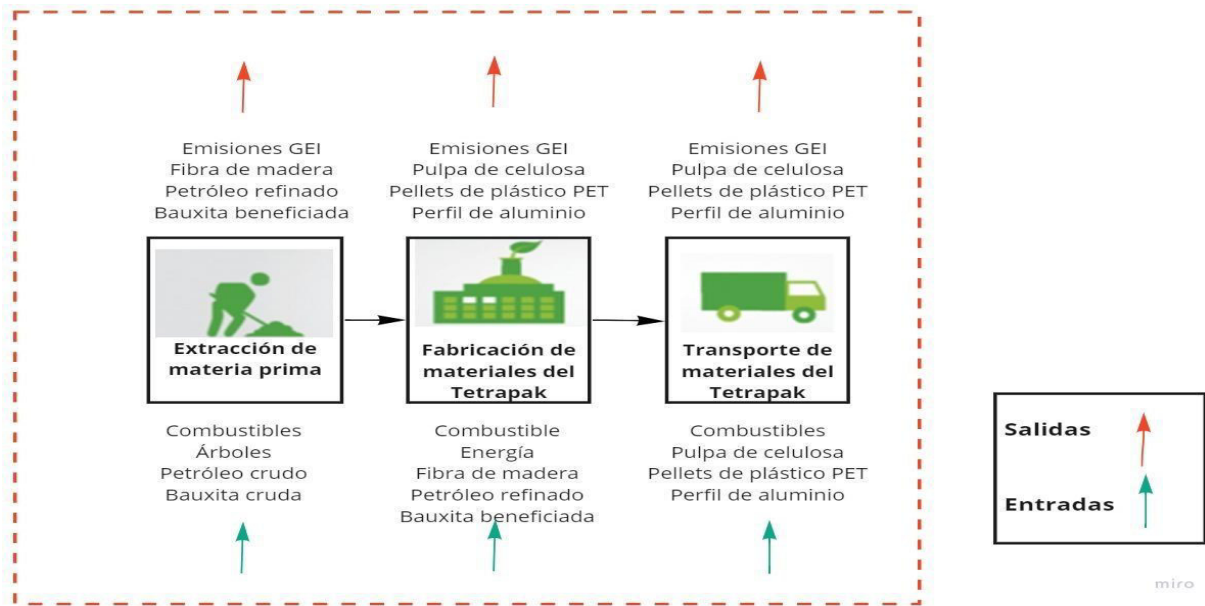 Emisiones GEI
Fibra de madera
Petróleo refinado
Bauxita beneficiada
Emisiones GEI
Pulpa de celulosa
Pellets de plástico PET
Perfil de aluminio
Emisiones GEI
Pulpa de celulosa
Pellets de plástico PET
Perfil de aluminio
Extracción de
materia prima
Fabricación de
materiales del
Tetrapak
Transporte de
materiales del
Tetrapak
Combustibles
Árboles
Petróleo crudo
Bauxita cruda
Combustible
Energía
Fibra de madera
Petróleo refinado
Bauxita beneficiada
Combustibles
Pulpa de celulosa
Pellets de plástico PET
Perfil de aluminio
Salidas
Entradas
miro